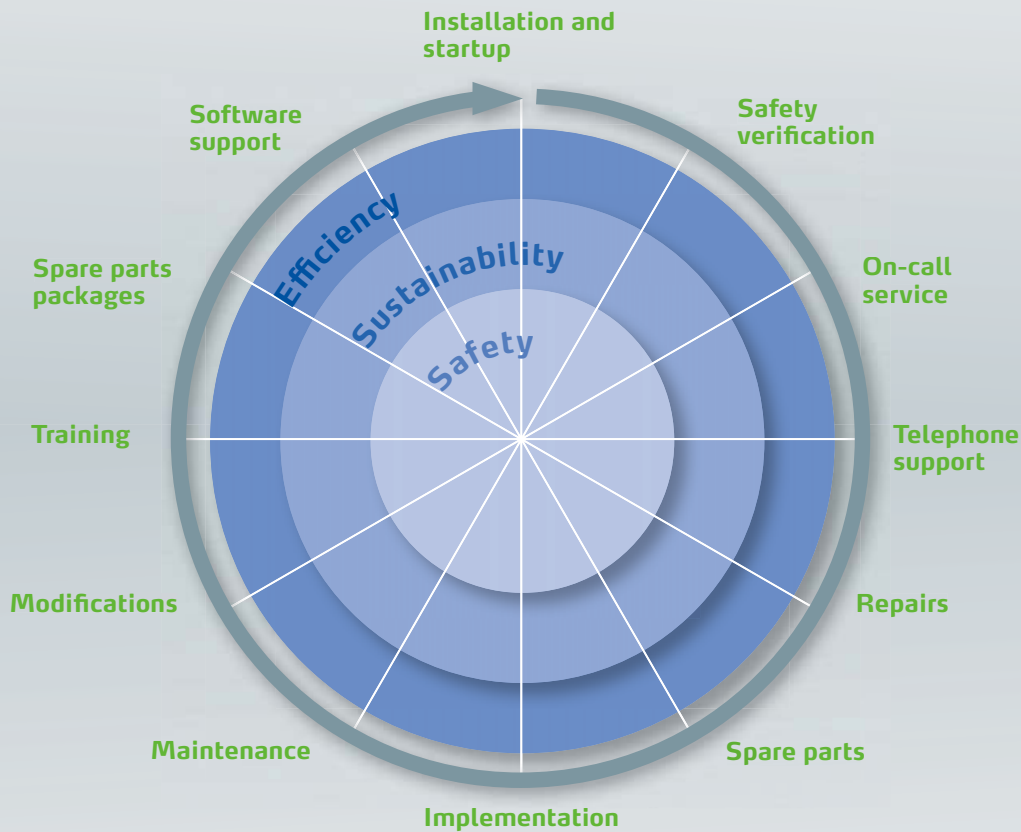 Installation and
startup
Safety
verification
On-call
service
Telephone
support
Repairs
Spare parts
Implementation
Maintenance
Modifications
Training
Spare parts
packages
Software
support
Efficiency
Sustainability
Safety